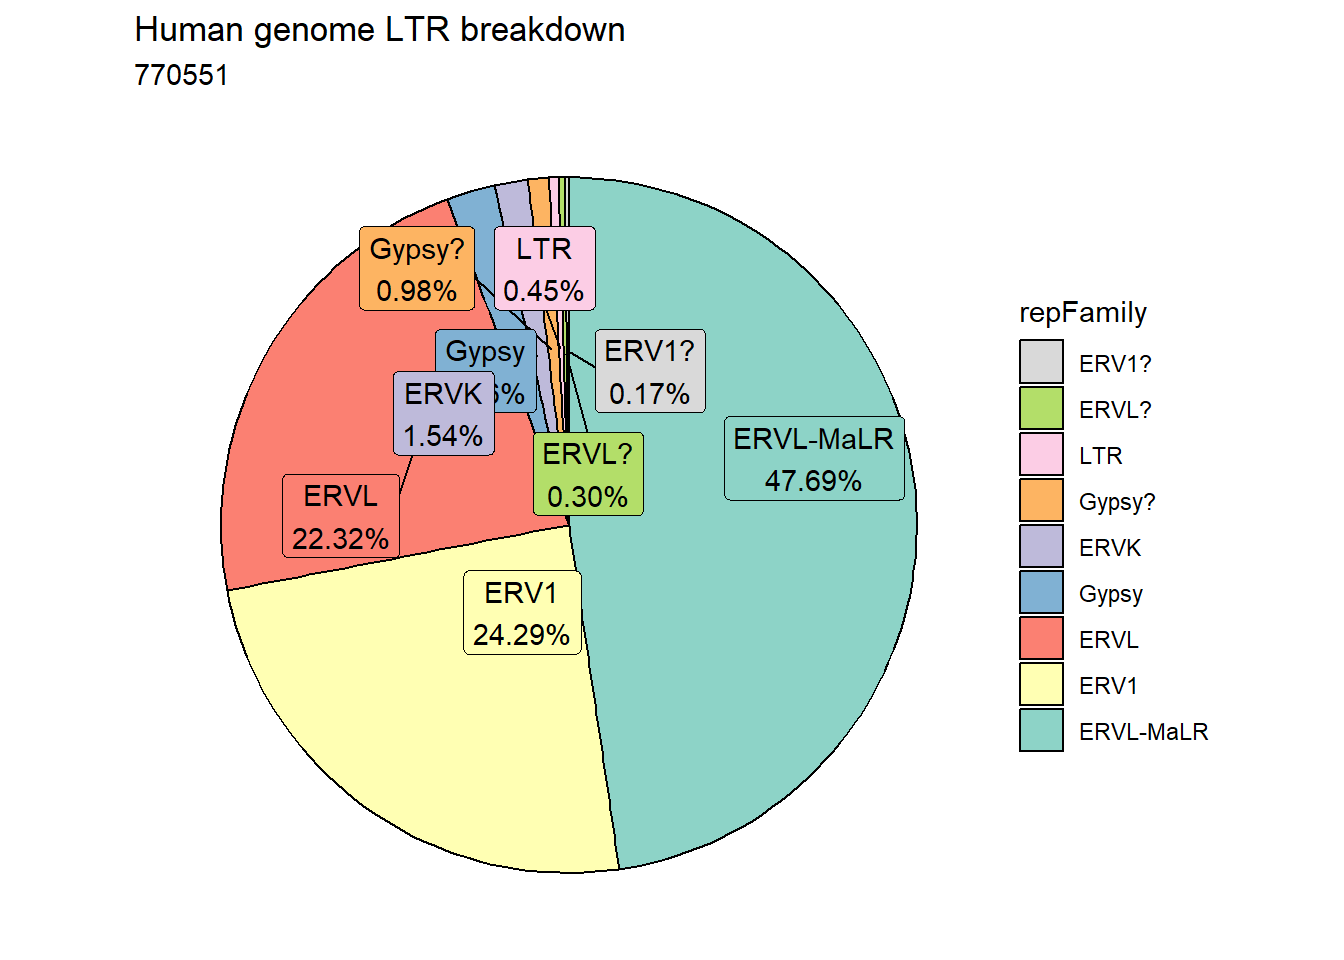 Human genome LTR breakdown
770551
Gypsy?
0.98%
LTR
0.45%
Gypsy
6%
ERV1?
0.17%
ERVK
1.54%
ERVL-MaLR
47.69%
ERVL?
0.30%
ERVL
22.32%
ERV1
24.29%
repFamily
ERV1?
ERVL?
LTR
Gypsy?
ERVK
Gypsy
ERVL
ERV1
ERVL-MaLR